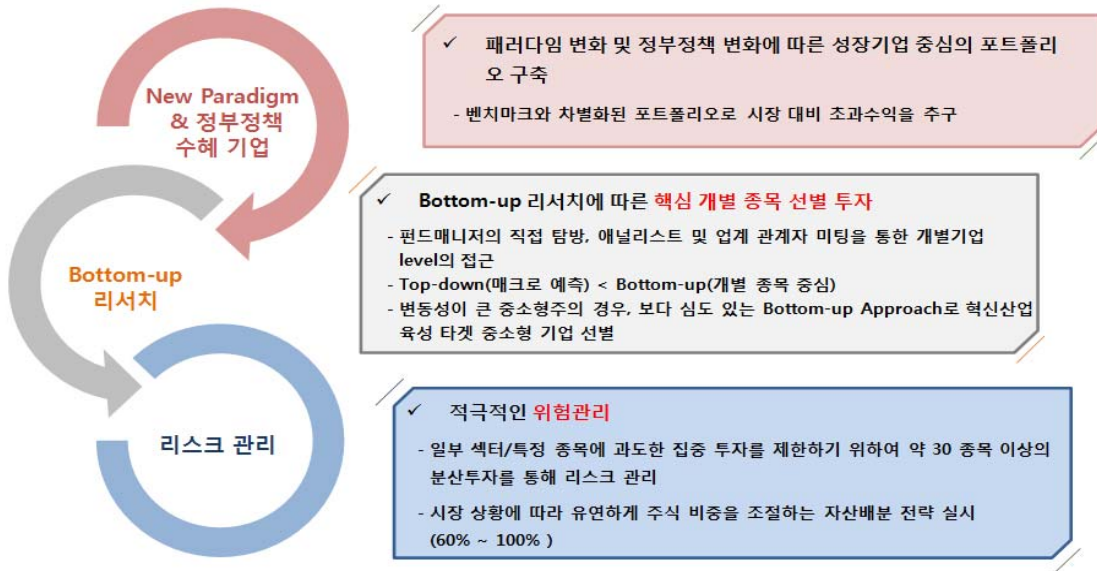 New Paradigm
& 정부정책
수혜 기업
✓ 패러다임 변화 및 정부정책 변화에 따른 성장기업 중심의 포트폴리
오 구축
- 벤치마크와 차별화된 포트폴리오로 시장 대비 초과수익을 추구
Bottom-up
리서치
✓ Bottom-up 리서치에 따른 핵심 개별 종목 선별 투자
- 펀드매니저의 직접 탐방, 애널리스트 및 업계 관계자 미팅을 통한 개별기업
level의 접근
- Top-down(매크로 예측) < Bottom-up(개별 종목 중심)
- 변동성이 큰 중소형주의 경우, 보다 심도 있는 Bottom-up Approach로 혁신산업
육성 타겟 중소형 기업 선별
리스크 관리
✓ 적극적인 위험관리
- 일부 섹터/특정 종목에 과도한 집중 투자를 제한하기 위하여 약 30 종목 이상의
분산투자를 통해 리스크 관리
- 시장 상황에 따라 유연하게 주식 비중을 조절하는 자산배분 전략 실시
(60% ~ 100% )